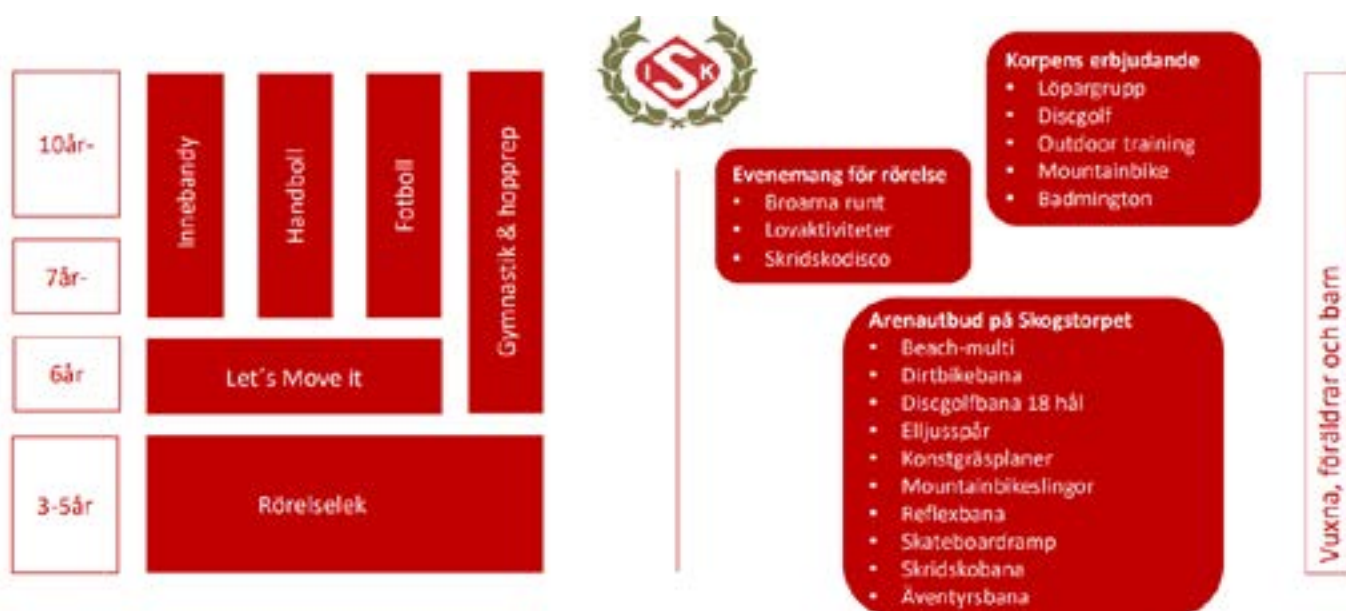 ISK
10år-
7år-
6år
3-5år
Innebandy
Handboll
Fotboll
Gymnastik & hopprep
Let´s Move it
Rörelselek
Evenemang för rörelse
• Broarna runt
• Lovaktiviteter
• Skridskodisco
Korpens erbjudande
• Löpargrupp
• Discgolf
• Outdoor training
• Mountainbike
• Badmington
Arenautbud på Skogstorpet
• Beach-multi
• Dirtbikebana
• Discgolfbana 18 hål
• Elljusspår
• Konstgräsplaner
• Mountainbikeslingor
• Reflexbana
• Skateboardramp
• Skridskobana
• Äventyrsbana
Vuxna, föräldrar och barn